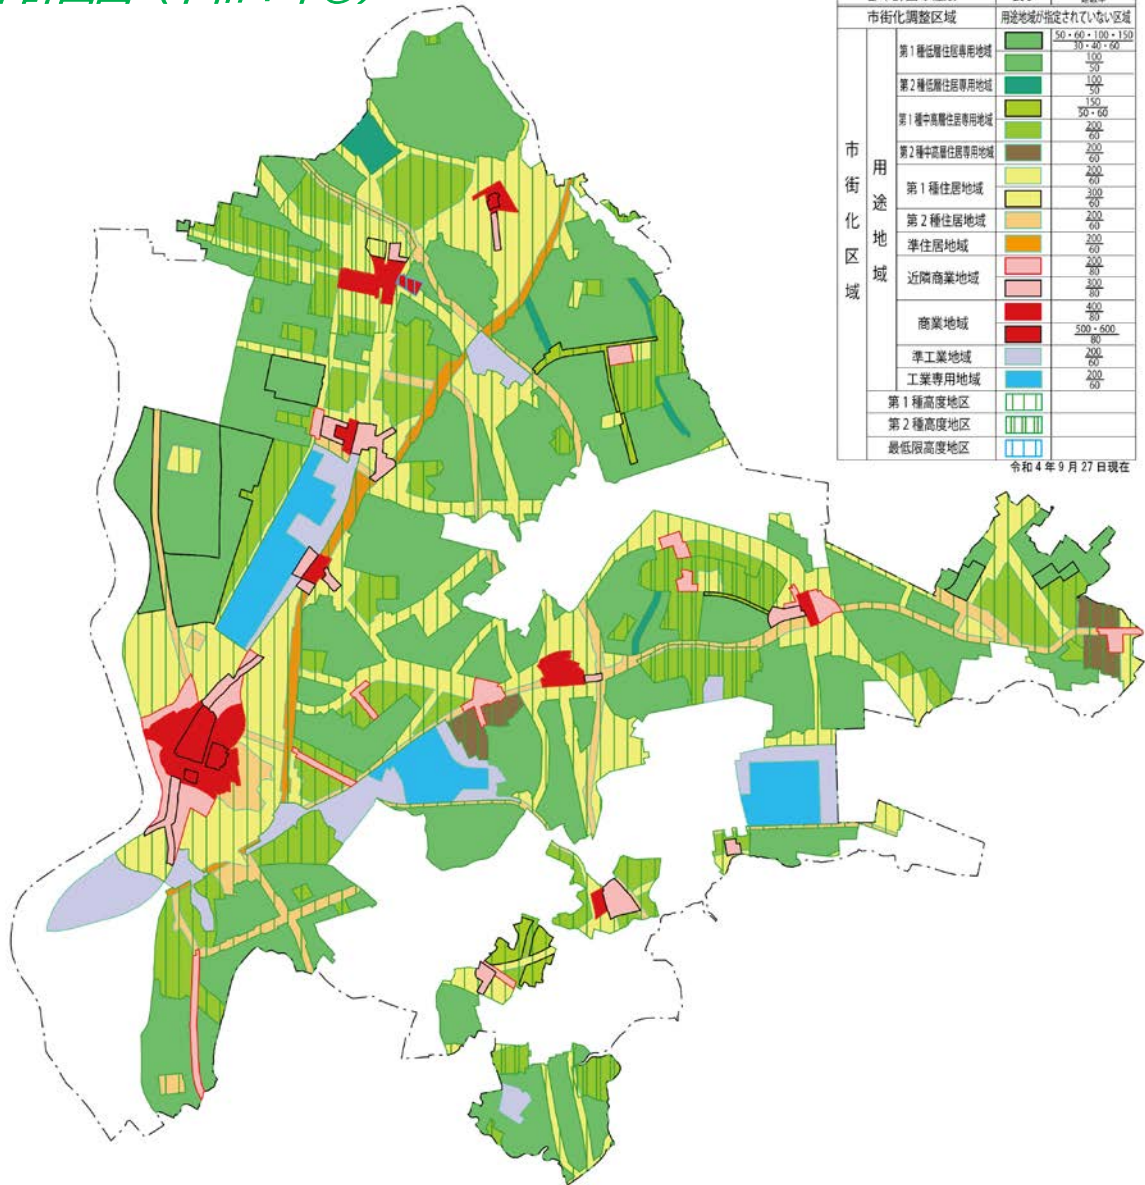 市街化調整区域 用途地域が指定されていない区域
市街化区域
用途地域
第1種低層住居専用地域 50・60・100・150
30・40・60
100
50
第2種低層住居専用地域 100
50
第1種中高層住居専用地域 150
50・60
200
60
第2種中高層住居専用地域 200
60
第1種住居地域 200
60
300
60
第2種住居地域 200
60
準住居地域 200
60
近隣商業地域 200
80
300
80
商業地域 400
80
500・600
80
準工業地域 200
60
工業専用地域 200
60
第1種高度地区
第2種高度地区
最低限高度地区
令和4年9月27日現在